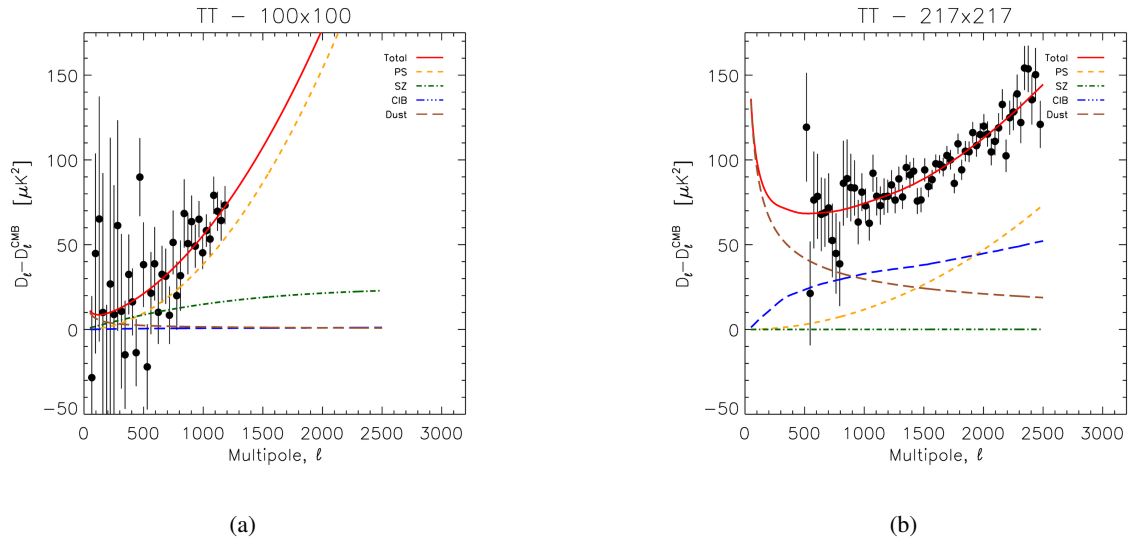 TT − 100x100
Total
PS
SZ
CIB
Dust
150
100
50
0
−50
D_ℓ−D_ℓ^CMB [μK²]
0 500 1000 1500 2000 2500 3000
Multipole, ℓ
(a)
TT − 217x217
Total
PS
SZ
CIB
Dust
150
100
50
0
−50
D_ℓ−D_ℓ^CMB [μK²]
0 500 1000 1500 2000 2500 3000
Multipole, ℓ
(b)